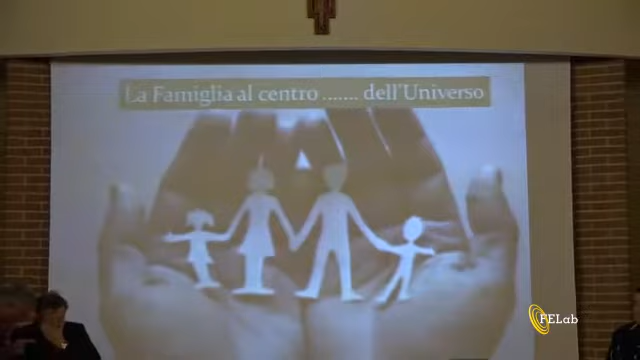 La Famiglia al centro ....... dell'Universo
FELab